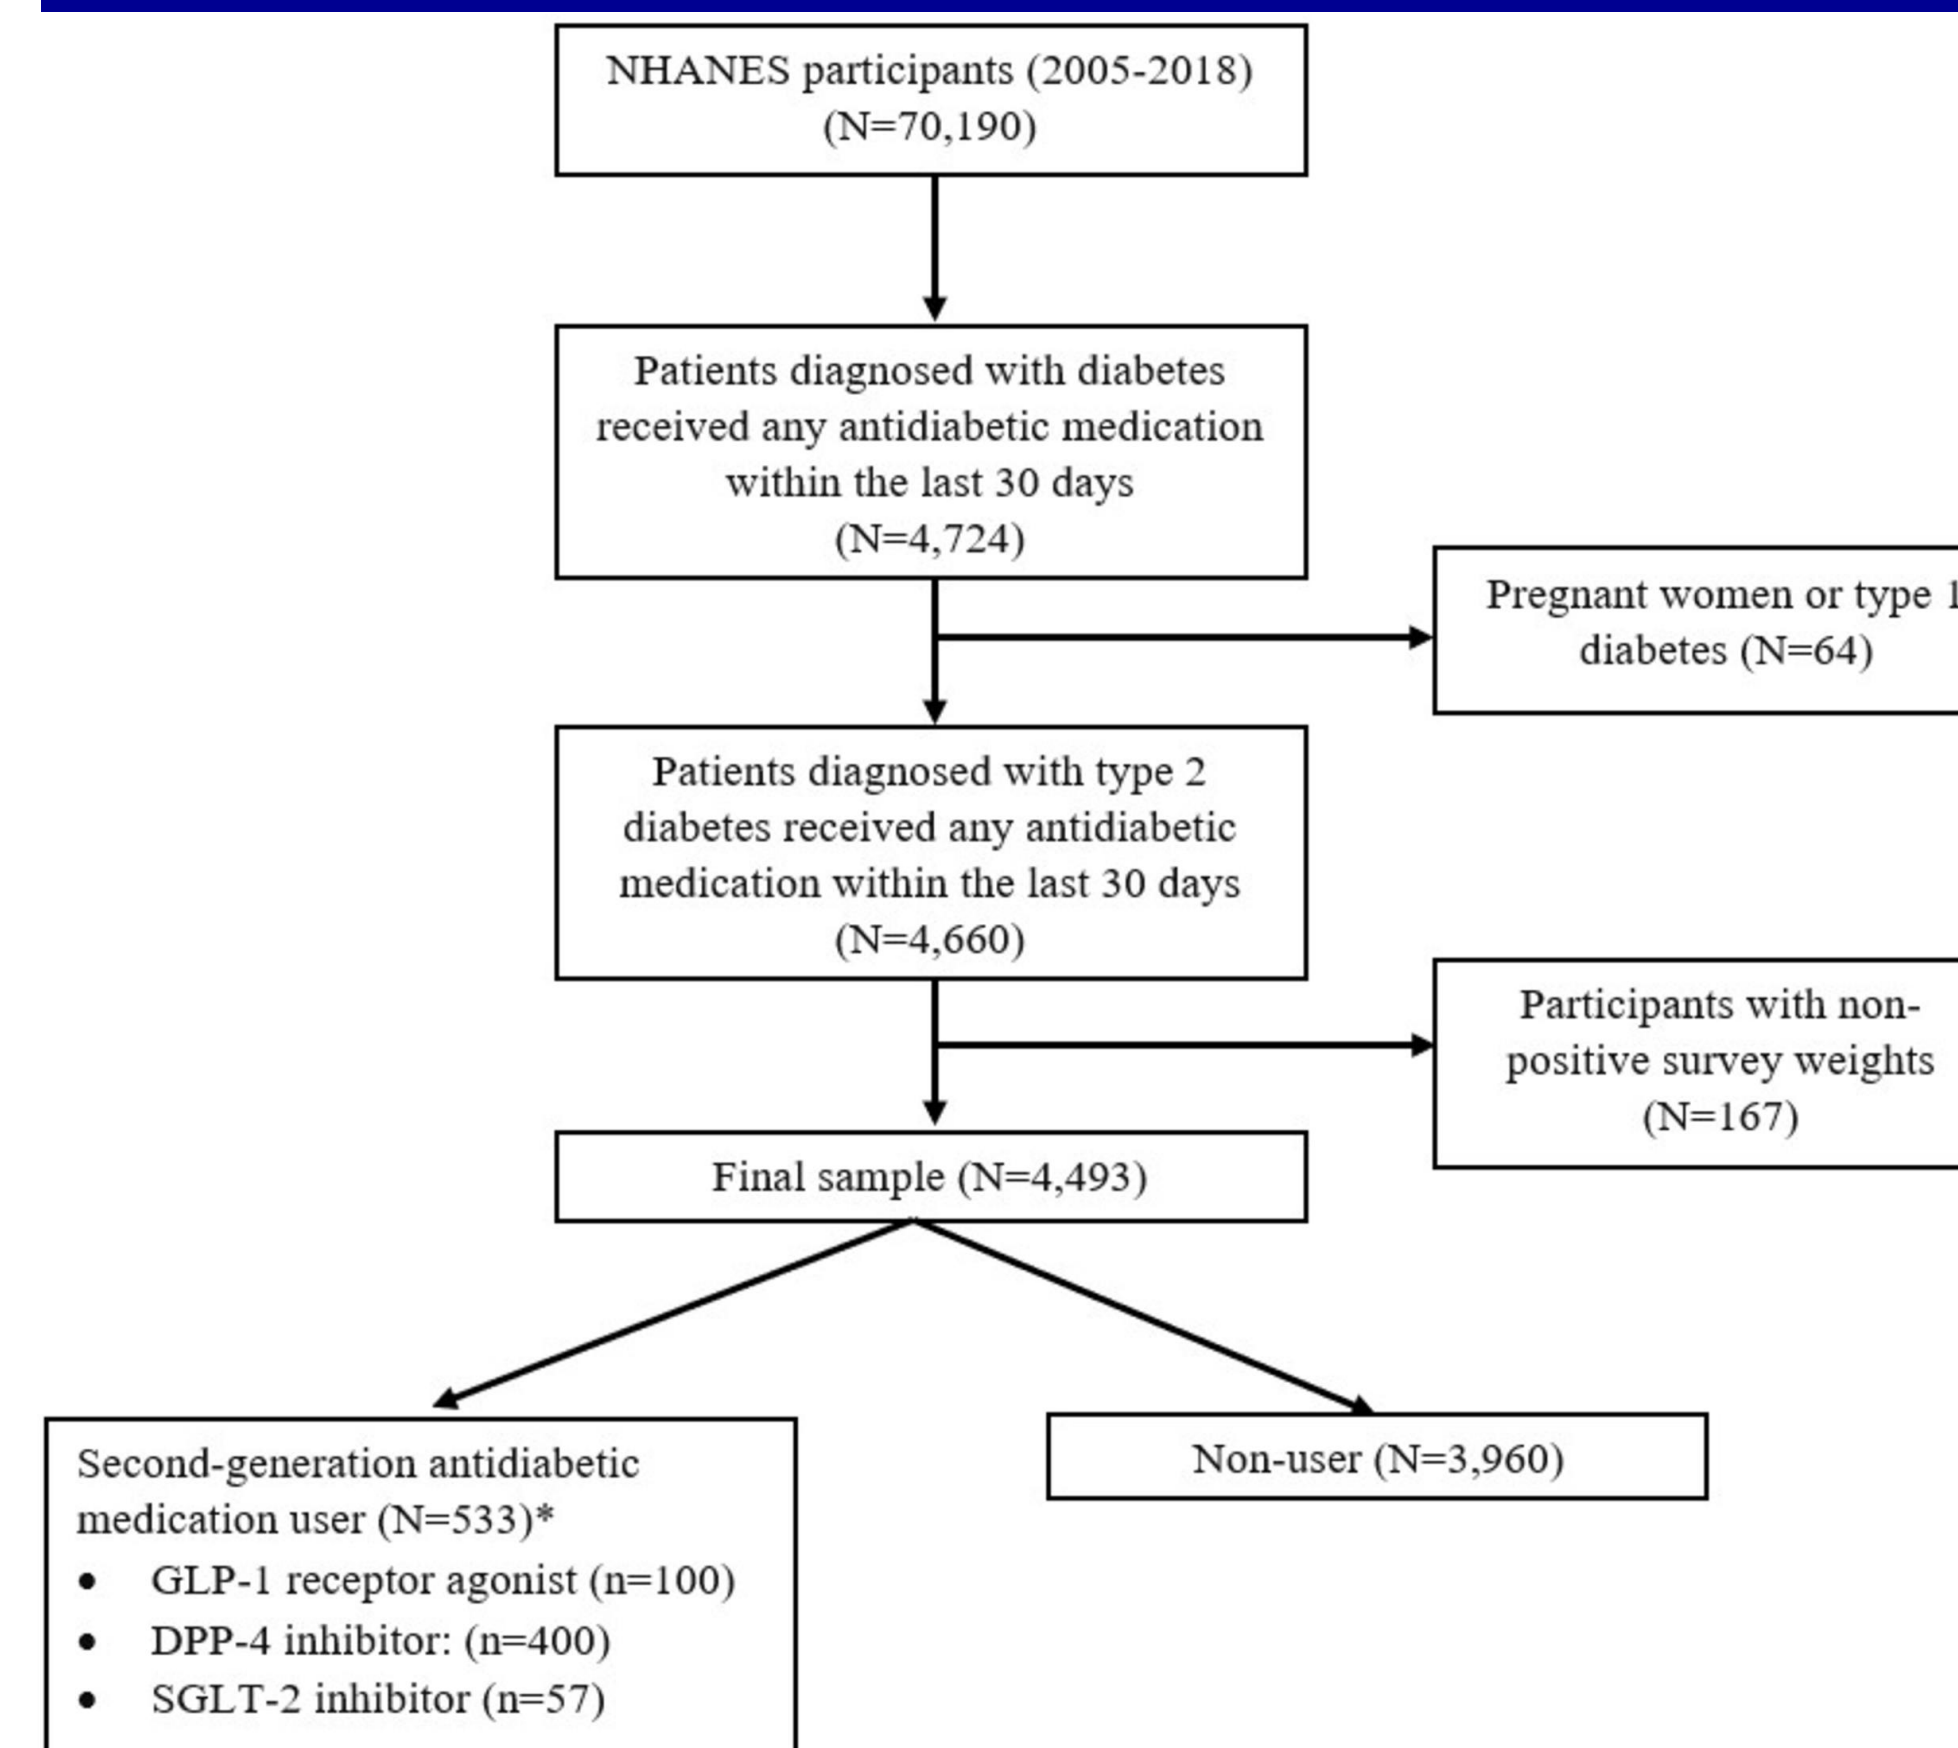 NHANES participants (2005-2018)
(N=70,190)
Patients diagnosed with diabetes
received any antidiabetic medication
within the last 30 days
(N=4,724)
Pregnant women or type 1
diabetes (N=64)
Patients diagnosed with type 2
diabetes received any antidiabetic
medication within the last 30 days
(N=4,660)
Participants with non-
positive survey weights
(N=167)
Final sample (N=4,493)
Second-generation antidiabetic
medication user (N=533)*
• GLP-1 receptor agonist (n=100)
• DPP-4 inhibitor: (n=400)
• SGLT-2 inhibitor (n=57)
Non-user (N=3,960)